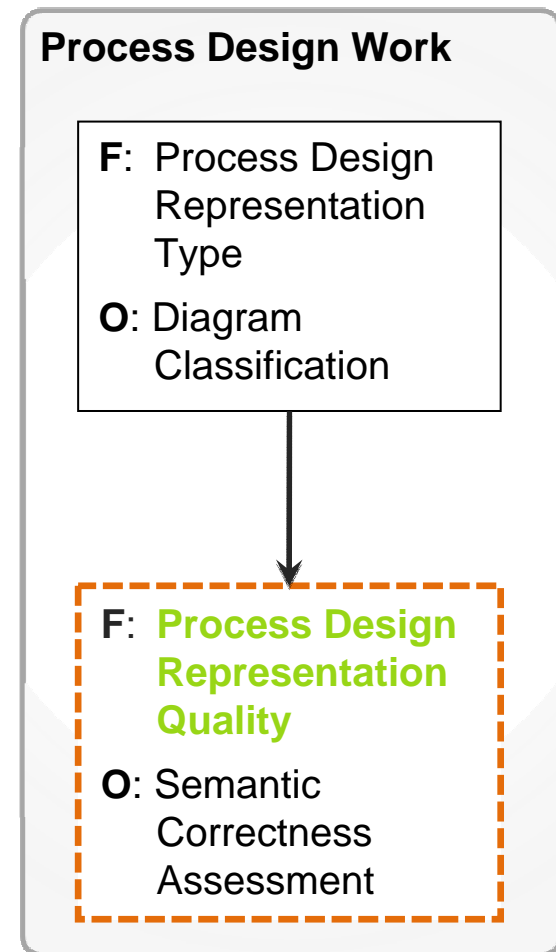 Process Design Work
F: Process Design
Representation
Type
O: Diagram
Classification
F: Process Design
Representation
Quality
O: Semantic
Correctness
Assessment